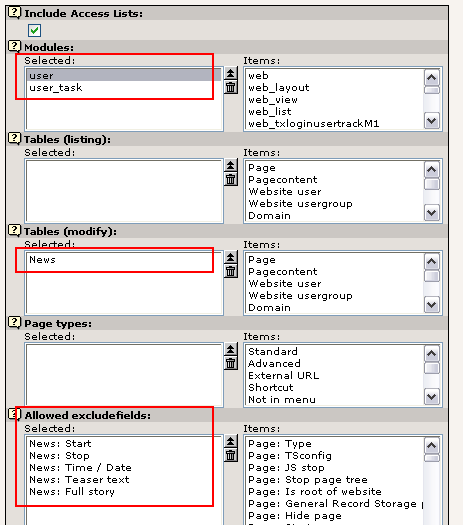 Include Access Lists:
Modules:
Selected:
Items:
user
user_task
web
web_layout
web_view
web_list
web_txloginusertrackM1
Tables (listing):
Selected:
Items:
Page
Pagecontent
Website user
Website usergroup
Domain
Tables (modify):
Selected:
Items:
News
Page
Pagecontent
Website user
Website usergroup
Domain
Page types:
Selected:
Items:
Standard
Advanced
External URL
Shortcut
Not in menu
Allowed excludefields:
Selected:
Items:
News: Start
News: Stop
News: Time / Date
News: Teaser text
News: Full story
Page: Type
Page: TSconfig
Page: JS stop
Page: Stop page tree
Page: Is root of website
Page: General Record Storage
Page: Hide page